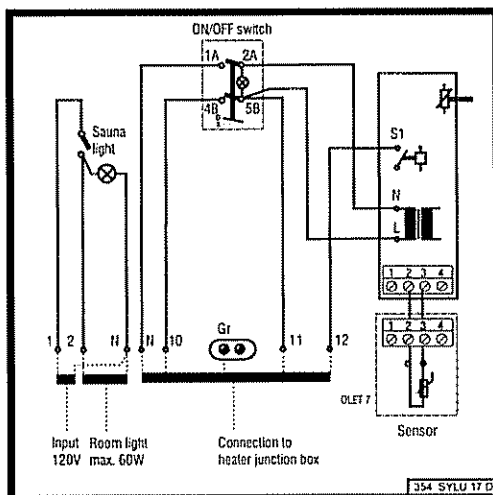 ON/OFF switch
1A 2A
4B 5B
Sauna
light
S1
N
L
1 2 3 4
1 2 3 4
OLET 7
Sensor
1 2 N N 10 Gr 11 12
Input
120V
Room light
max. 60W
Connection to
heater junction box
354 SYLU 17 D